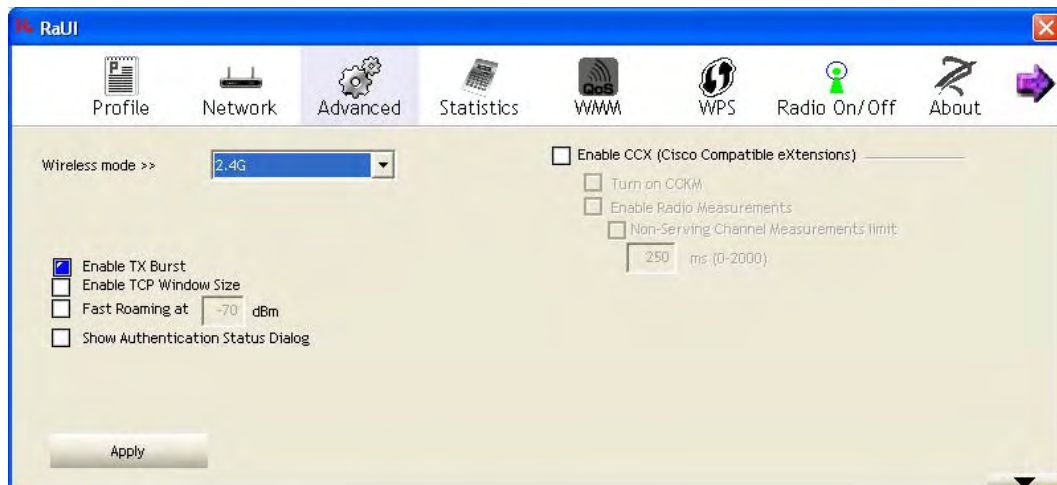 RaUI
Profile
Network
Advanced
Statistics
QoS
WMM
WPS
Radio On/Off
About
Wireless mode >>
2.4G
Enable TX Burst
Enable TCP Window Size
Fast Roaming at -70 dBm
Show Authentication Status Dialog
Enable CCX (Cisco Compatible eXtensions)
Turn on CCKM
Enable Radio Measurements
Non-Serving Channel Measurements limit
250 ms (0-2000)
Apply